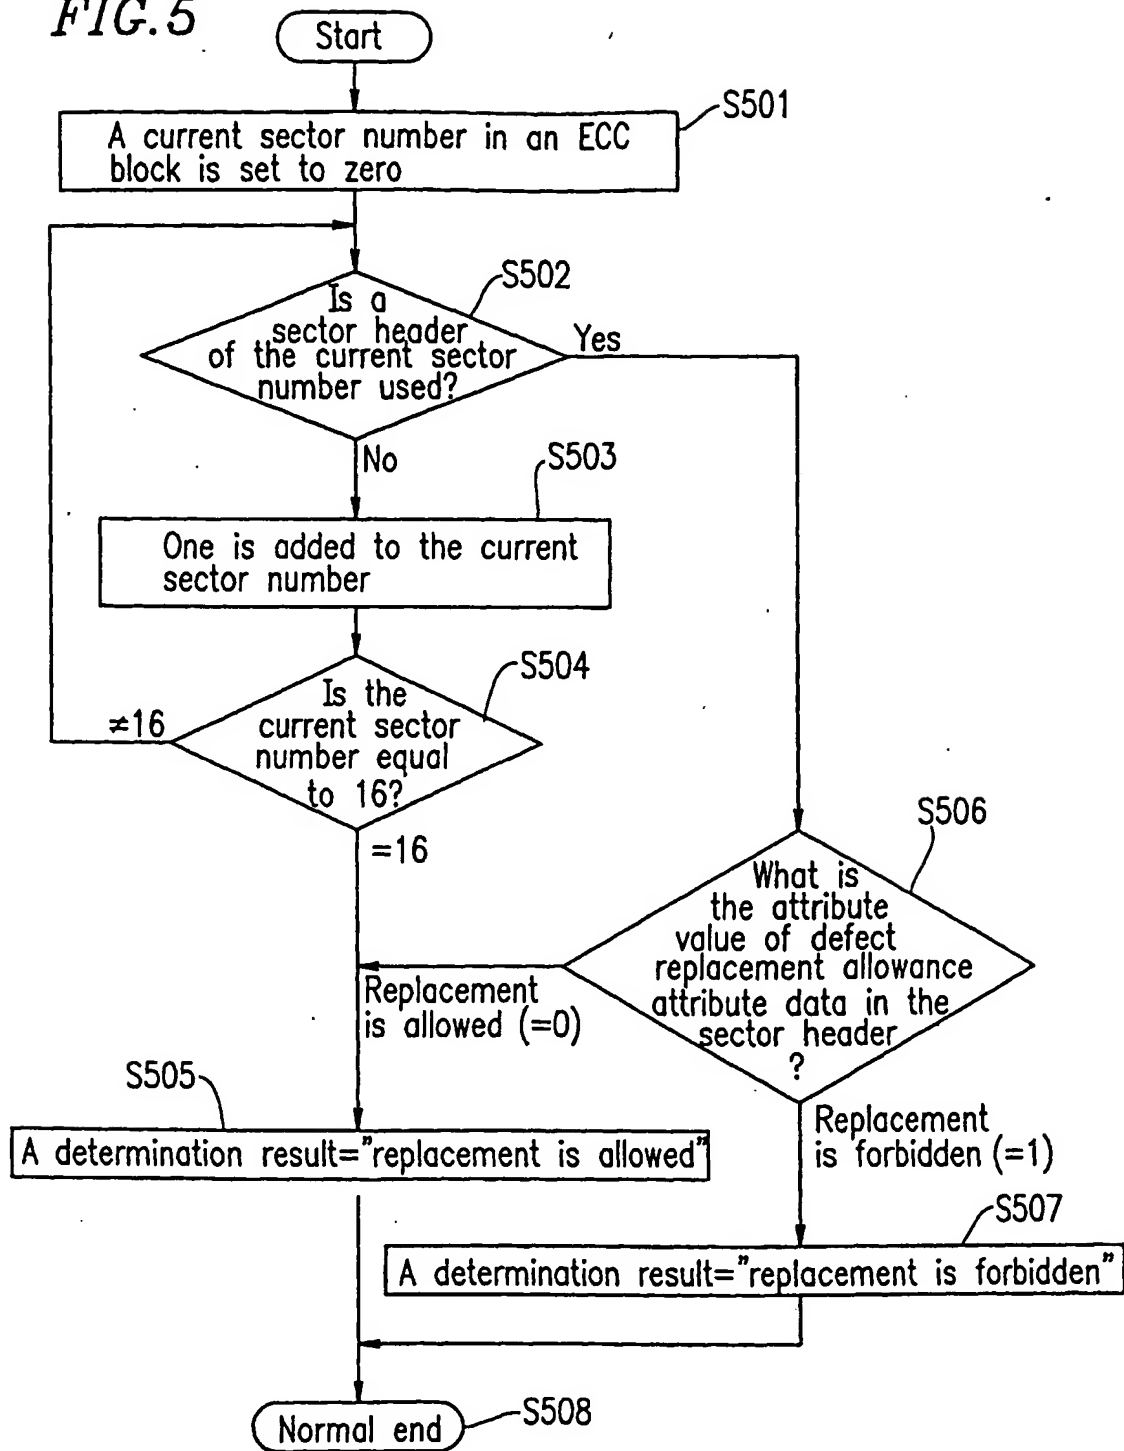 FIG.5
Start
S501
A current sector number in an ECC
block is set to zero
S502
Is a
sector header
of the current sector
number used?
Yes
No
S503
One is added to the current
sector number
S504
Is the
current sector
number equal
to 16?
≠16
=16
S506
What is
the attribute
value of defect
replacement allowance
attribute data in the
sector header
?
Replacement
is allowed (=0)
S505
A determination result="replacement is allowed"
Replacement
is forbidden (=1)
S507
A determination result="replacement is forbidden"
Normal end
S508